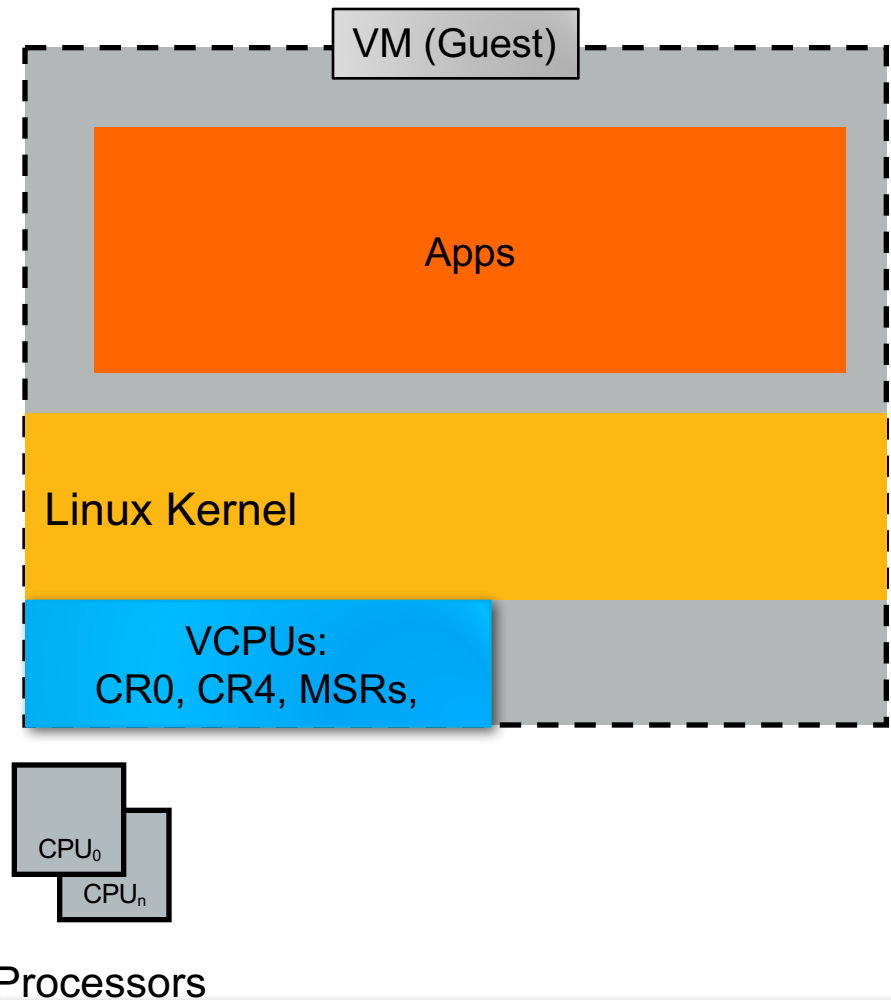 VM (Guest)
Apps
Linux Kernel
VCPUs:
CR0, CR4, MSRs,
CPU₀
CPUₙ
Processors